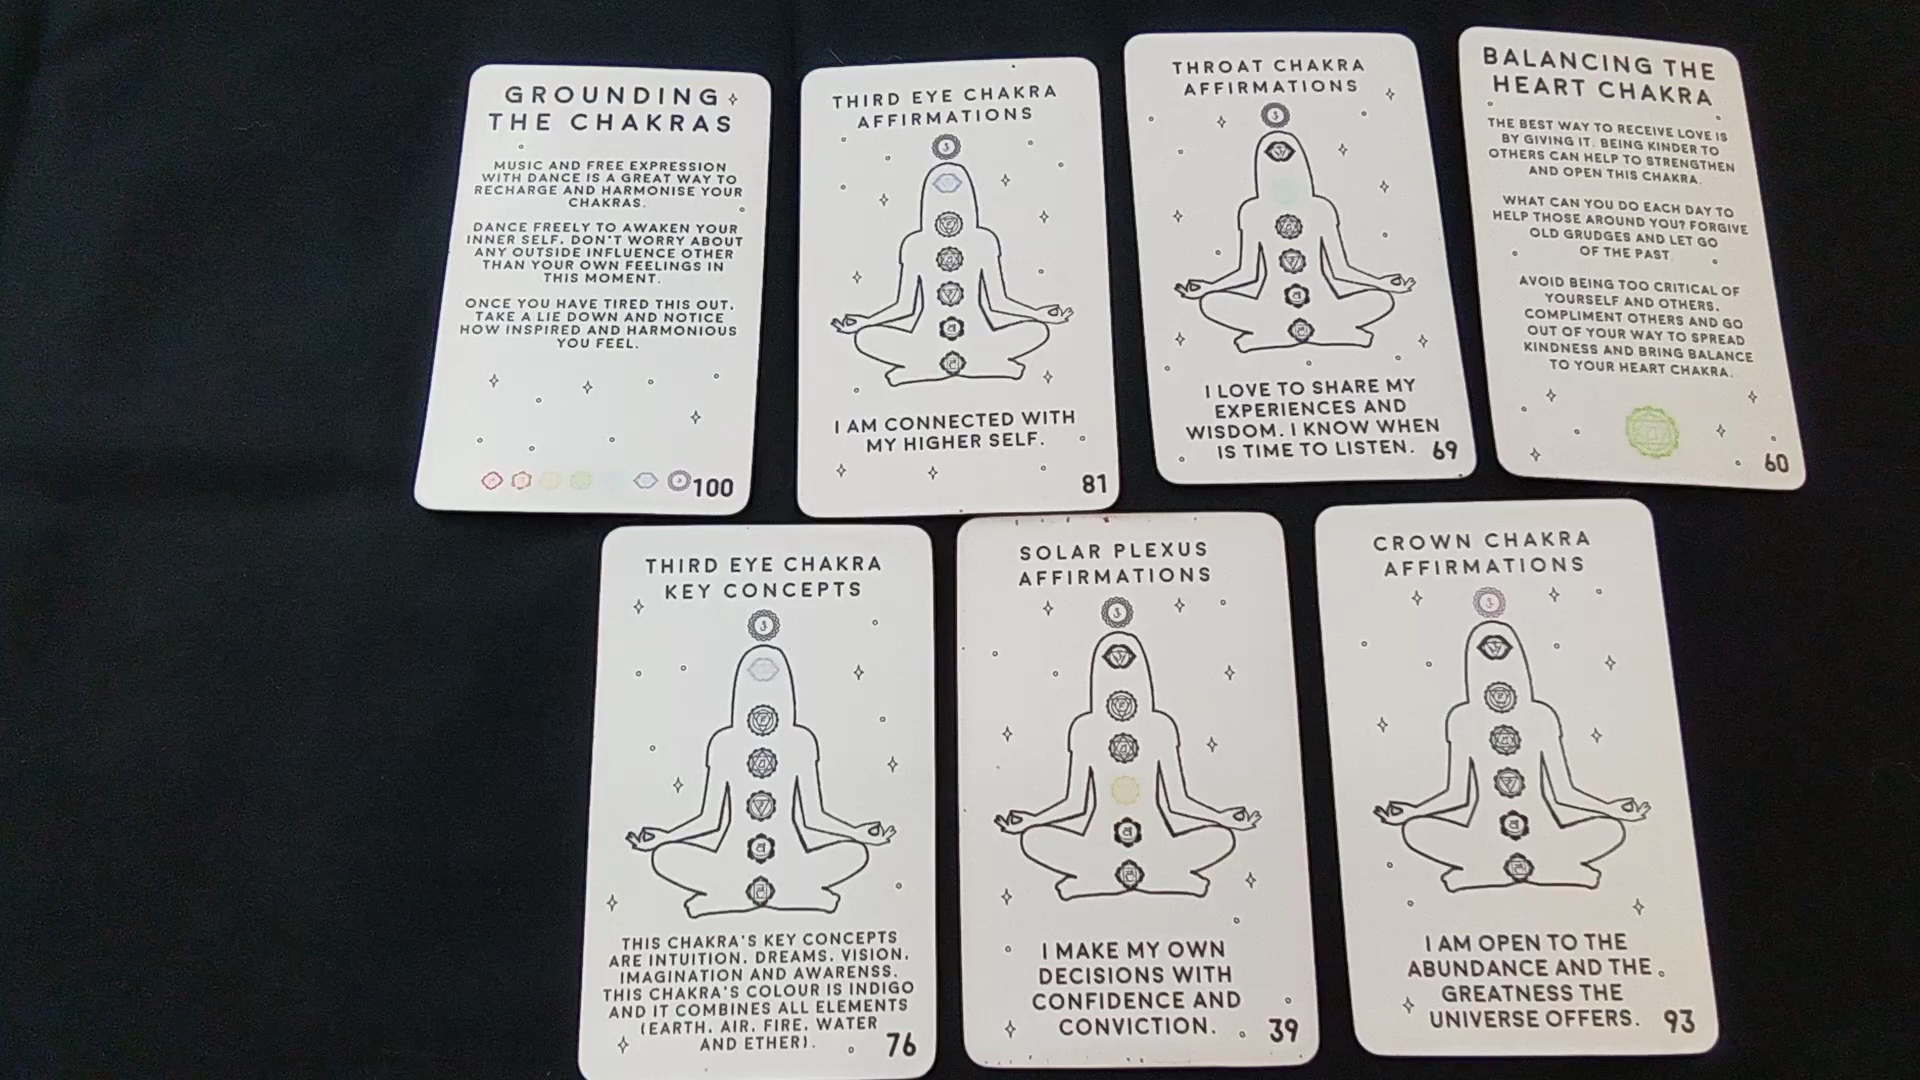 GROUNDING
THE CHAKRAS
MUSIC AND FREE EXPRESSION
WITH DANCE IS A GREAT WAY TO
RECHARGE AND HARMONISE YOUR
CHAKRAS.
DANCE FREELY TO AWAKEN YOUR
INNER SELF. DON'T WORRY ABOUT
ANY OUTSIDE INFLUENCE OTHER
THAN YOUR OWN FEELINGS IN
THIS MOMENT.
ONCE YOU HAVE TIRED THIS OUT,
TAKE A LIE DOWN AND NOTICE
HOW INSPIRED AND HARMONIOUS
YOU FEEL.
100
THIRD EYE CHAKRA
AFFIRMATIONS
I AM CONNECTED WITH
MY HIGHER SELF.
81
THROAT CHAKRA
AFFIRMATIONS
I LOVE TO SHARE MY
EXPERIENCES AND
WISDOM. I KNOW WHEN
IS TIME TO LISTEN.
69
BALANCING THE
HEART CHAKRA
THE BEST WAY TO RECEIVE LOVE IS
BY GIVING IT. BEING KINDER TO
OTHERS CAN HELP TO STRENGTHEN
AND OPEN THIS CHAKRA.
WHAT CAN YOU DO EACH DAY TO
HELP THOSE AROUND YOU? FORGIVE
OLD GRUDGES AND LET GO
OF THE PAST.
AVOID BEING TOO CRITICAL OF
YOURSELF AND OTHERS.
COMPLIMENT OTHERS AND GO
OUT OF YOUR WAY TO SPREAD
KINDNESS AND BRING BALANCE
TO YOUR HEART CHAKRA.
60
THIRD EYE CHAKRA
KEY CONCEPTS
THIS CHAKRA'S KEY CONCEPTS
ARE INTUITION, DREAMS, VISION,
IMAGINATION AND AWARENSS.
THIS CHAKRA'S COLOUR IS INDIGO
AND IT COMBINES ALL ELEMENTS
(EARTH, AIR, FIRE, WATER
AND ETHER).
76
SOLAR PLEXUS
AFFIRMATIONS
I MAKE MY OWN
DECISIONS WITH
CONFIDENCE AND
CONVICTION.
39
CROWN CHAKRA
AFFIRMATIONS
I AM OPEN TO THE
ABUNDANCE AND THE
GREATNESS THE
UNIVERSE OFFERS.
93